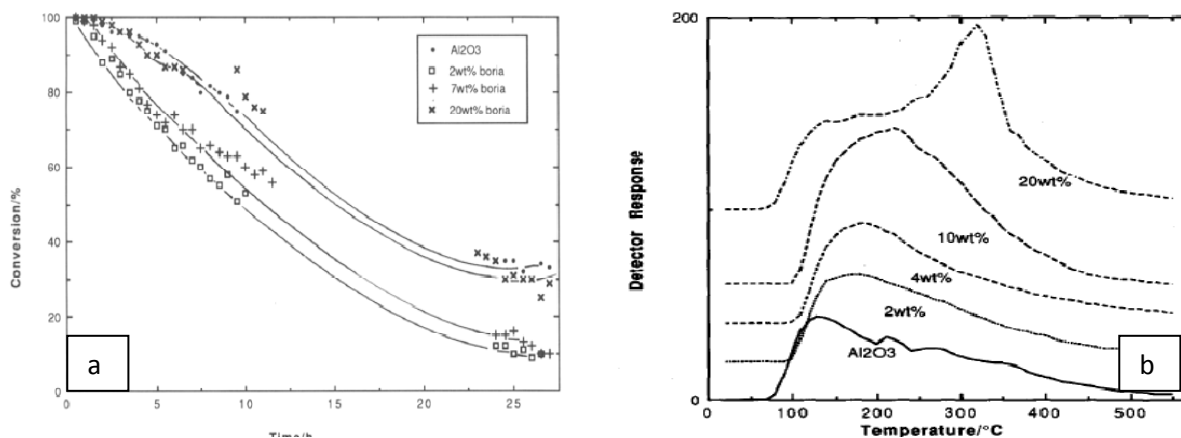 100
80
60
40
20
0
Conversion/%
0
5
10
15
20
25
Al2O3
2wt% boria
7wt% boria
20wt% boria
a
Time/h
200
0
Detector Response
20wt%
10wt%
4wt%
2wt%
Al2O3
b
0
100
200
300
400
500
Temperature/°C